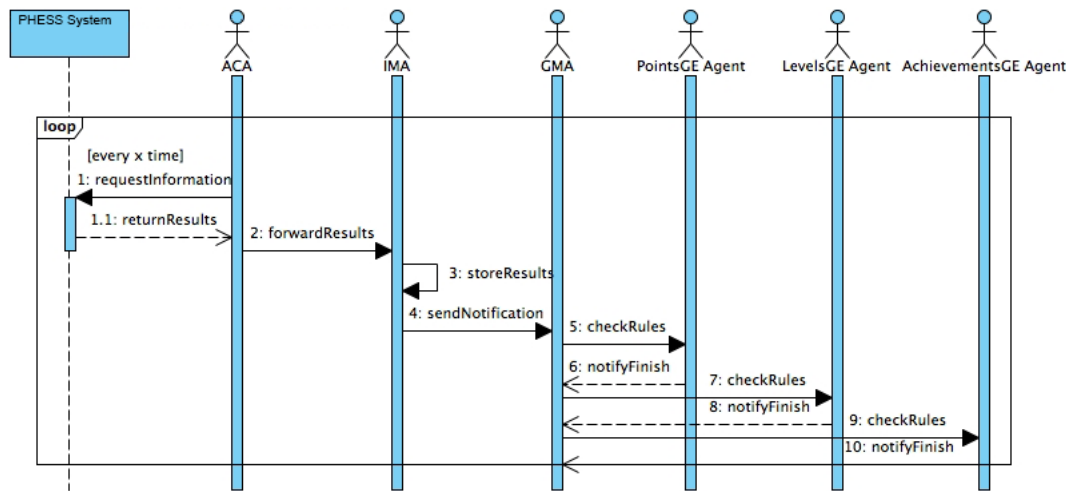 PHESS System
ACA
IMA
GMA
PointsGE Agent
LevelsGE Agent
AchievementsGE Agent
loop
[every x time]
1: requestInformation
1.1: returnResults
2: forwardResults
3: storeResults
4: sendNotification
5: checkRules
6: notifyFinish
7: checkRules
8: notifyFinish
9: checkRules
10: notifyFinish